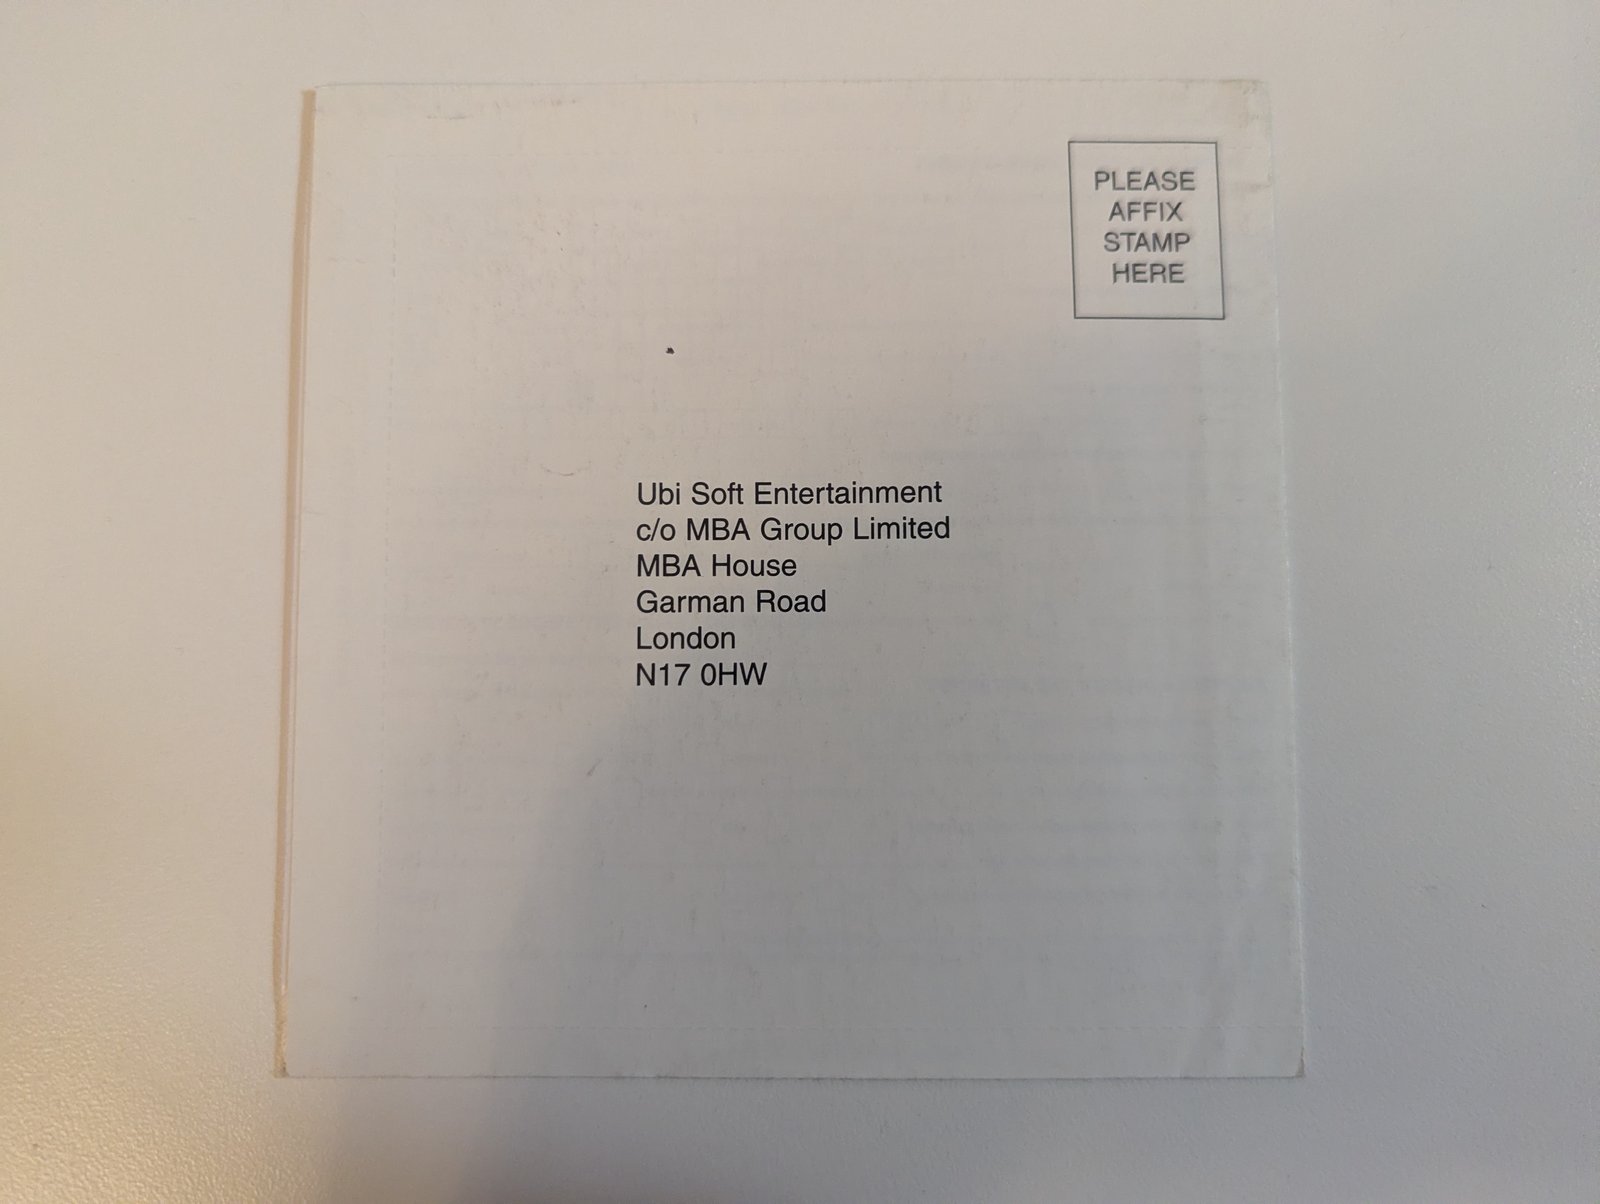 PLEASE
AFFIX
STAMP
HERE
Ubi Soft Entertainment
c/o MBA Group Limited
MBA House
Garman Road
London
N17 0HW